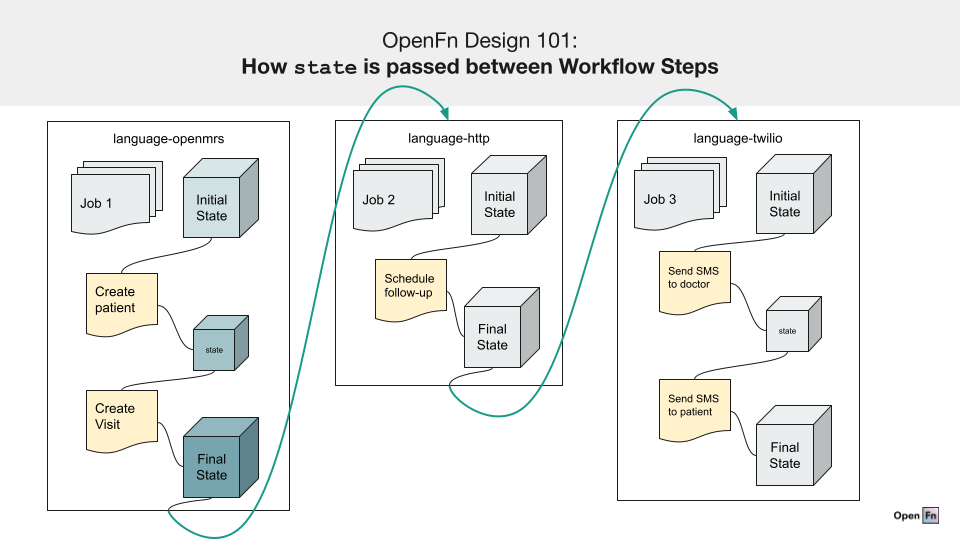 OpenFn Design 101:
How state is passed between Workflow Steps
language-openmrs
Job 1
Initial
State
Create
patient
state
Create
Visit
Final
State
language-http
Job 2
Initial
State
Schedule
follow-up
Final
State
language-twilio
Job 3
Initial
State
Send SMS
to doctor
state
Send SMS
to patient
Final
State
Open Fn